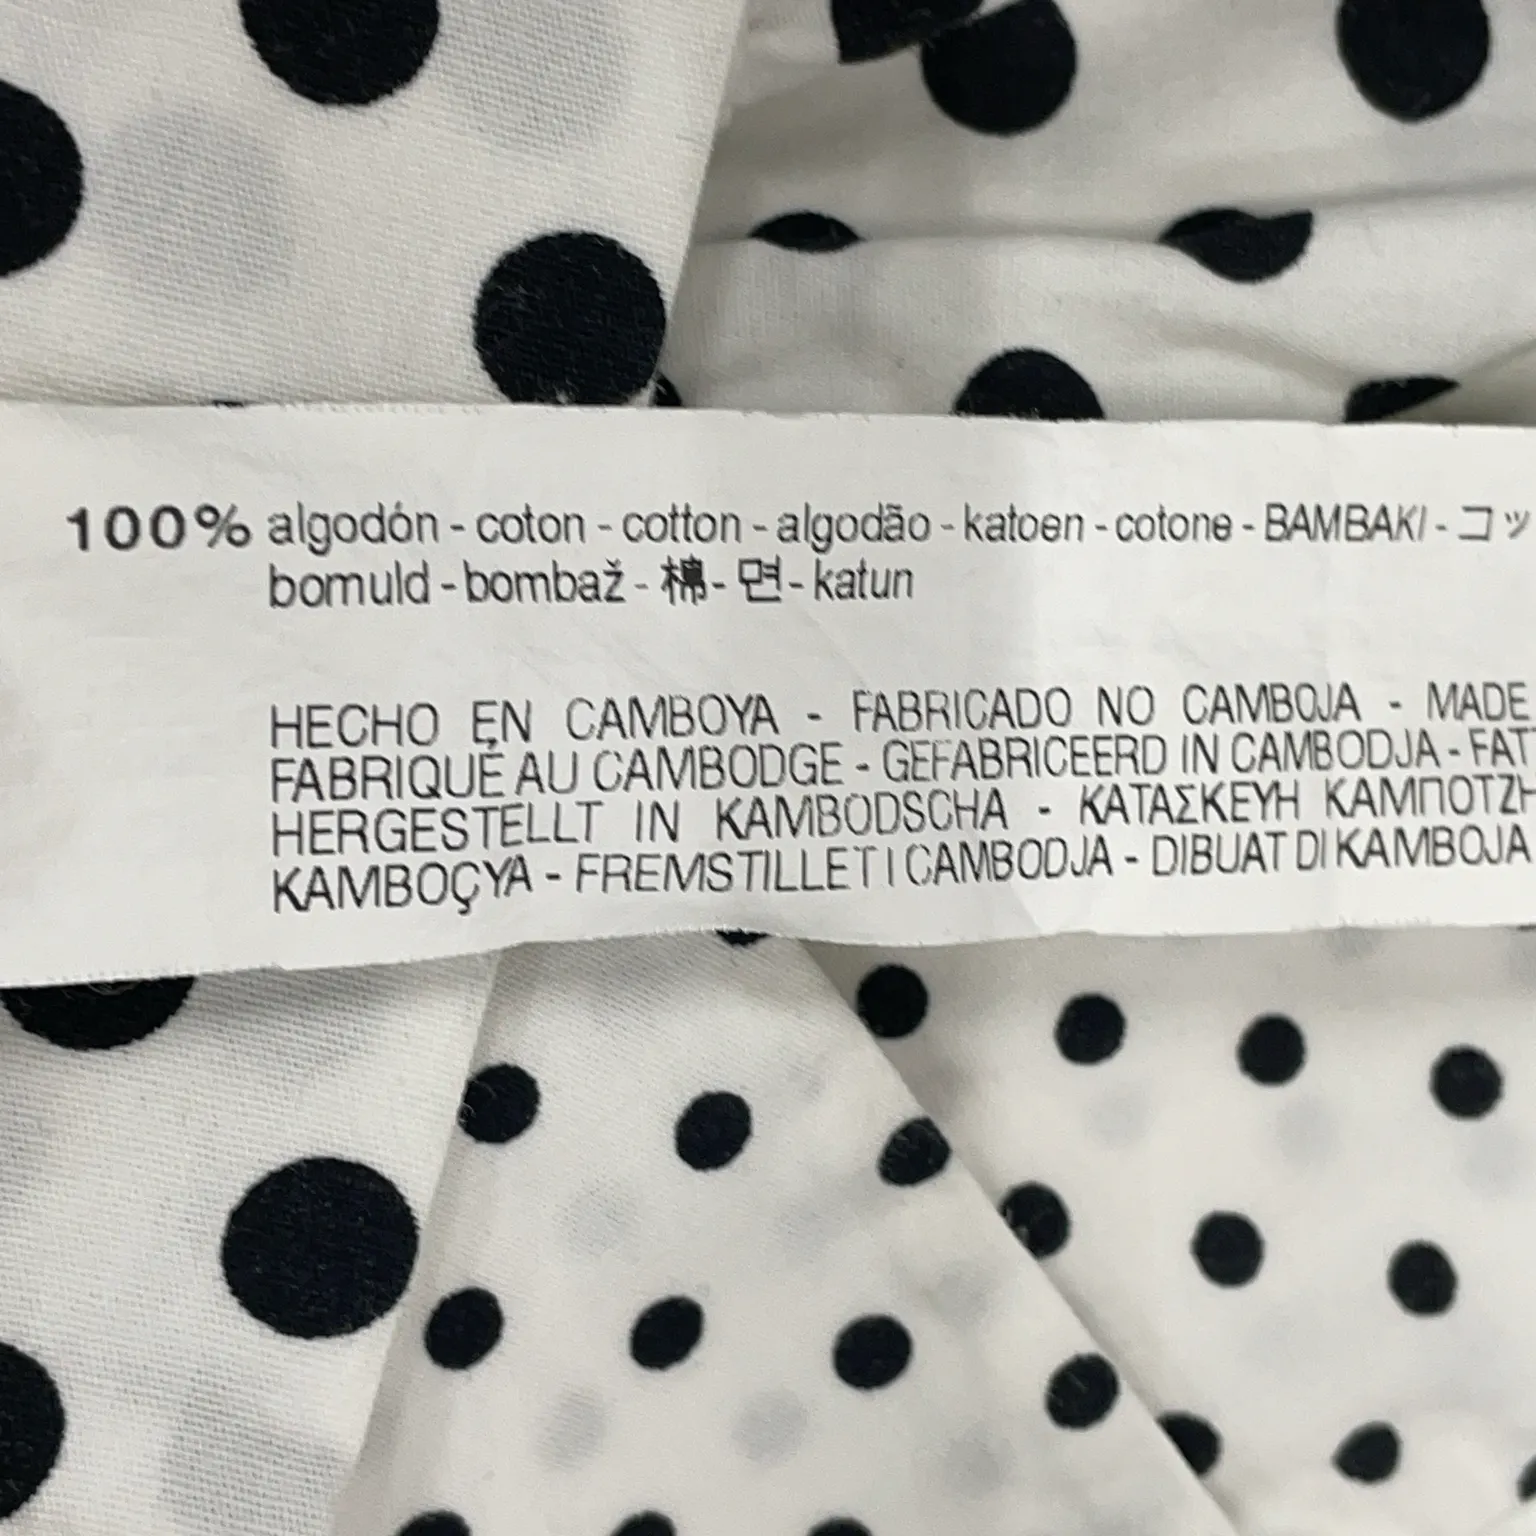 100% algodón - coton - cotton - algodão - katoen - cotone - BAMBAKI - コッ
bomuld - bombaž - 棉 - 면 - katun
HECHO EN CAMBOYA - FABRICADO NO CAMBOJA - MADE
FABRIQUÉ AU CAMBODGE - GEFABRICEERD IN CAMBODJA - FATT
HERGESTELLT IN KAMBODSCHA - ΚΑΤΑΣΚΕΥΗ ΚΑΜΠΟΤΖΗ
KAMBOÇYA - FREMSTILLET I CAMBODJA - DIBUAT DI KAMBOJA